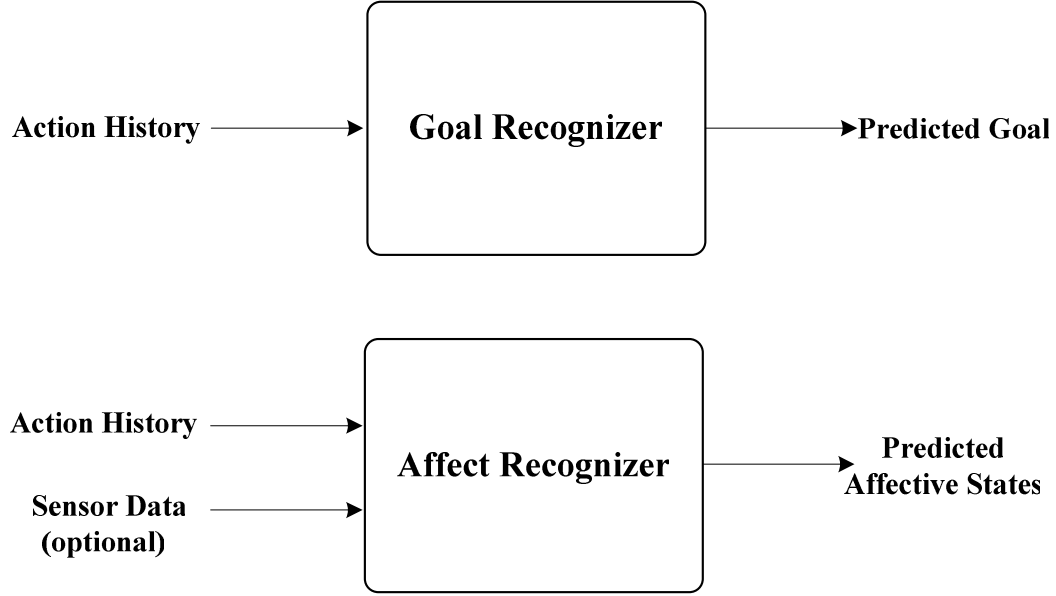 Action History
Goal Recognizer
Predicted Goal
Action History
Sensor Data
(optional)
Affect Recognizer
Predicted
Affective States